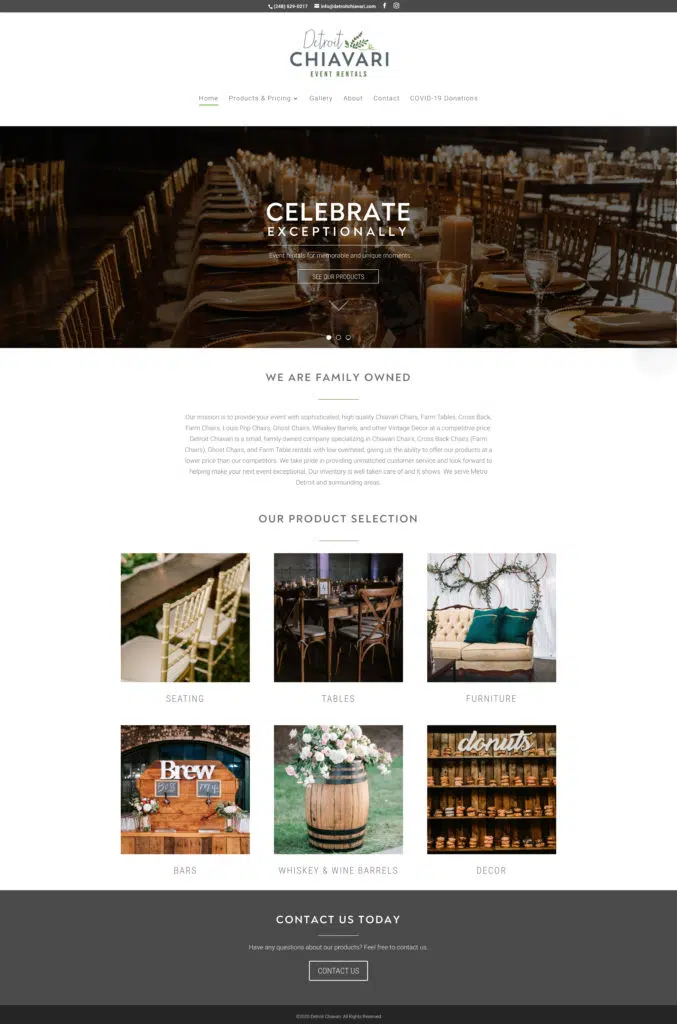 (248) 629-0217 info@detroitchiavari.com
Detroit
CHIAVARI
EVENT RENTALS
Home Products & Pricing Gallery About Contact COVID-19 Donations
CELEBRATE
EXCEPTIONALLY
Event rentals for memorable and unique moments.
SEE OUR PRODUCTS
WE ARE FAMILY OWNED
Our mission is to provide your event with sophisticated, high quality Chiavari Chairs, Farm Tables, Cross Back
Farm Chairs, Louis Pop Chairs, Ghost Chairs, Whiskey Barrels, and other Vintage Decor at a competitive price.
Detroit Chiavari is a small, family owned company specializing in Chiavari Chairs, Cross Back Chairs (Farm
Chairs), Ghost Chairs, and Farm Table rentals with low overhead, giving us the ability to offer our products at a
lower price than our competitors. We take pride in providing unmatched customer service and look forward to
helping make your next event exceptional. Our inventory is well taken care of and it shows. We serve Metro
Detroit and surrounding areas.
OUR PRODUCT SELECTION
SEATING TABLES FURNITURE
Brew
donuts
BARS WHISKEY & WINE BARRELS DECOR
CONTACT US TODAY
Have any questions about our products? Feel free to contact us.
CONTACT US
©2020 Detroit Chiavari. All Rights Reserved